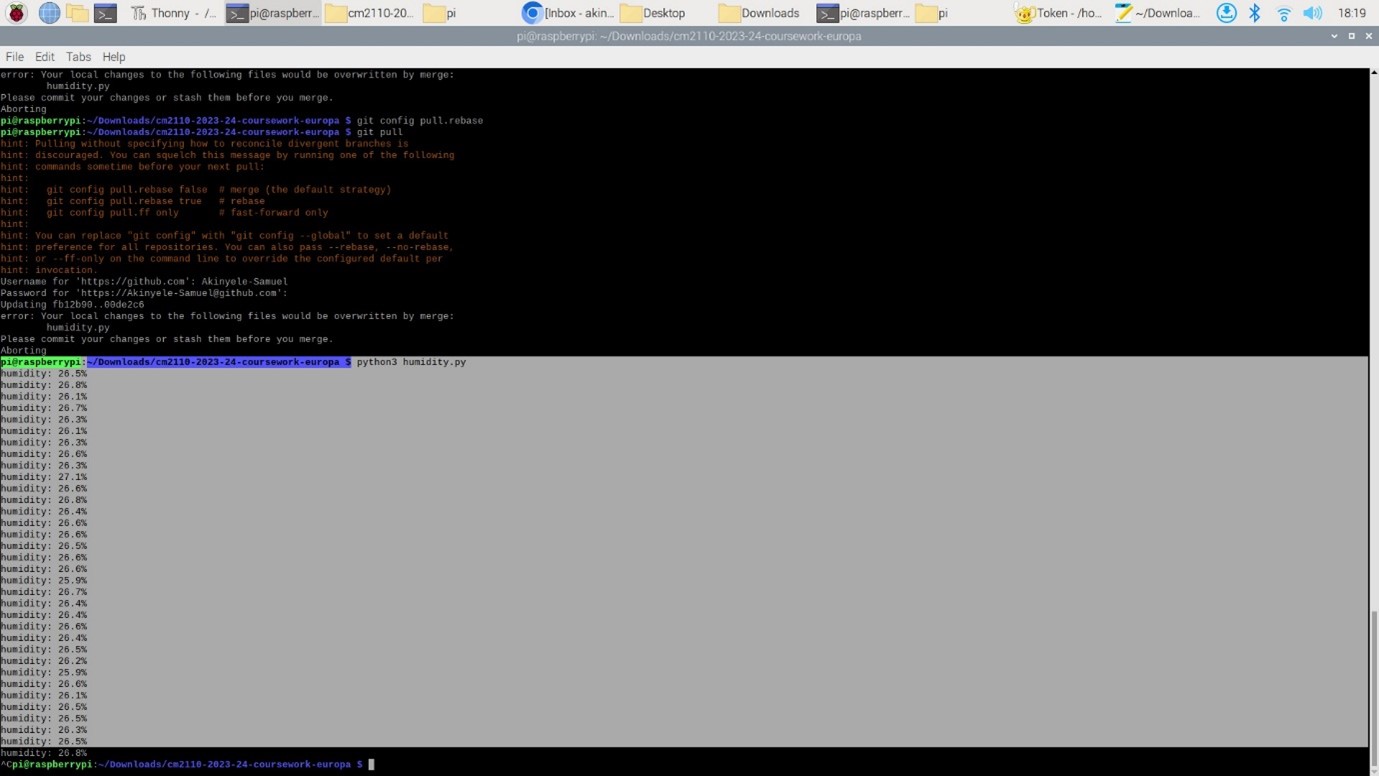 Thonny - /...
pi@raspberr...
cm2110-20...
pi
[Inbox - akin...
Desktop
Downloads
pi@raspberr...
pi
Token - /ho...
~/Downloa...
18:19
pi@raspberrypi: ~/Downloads/cm2110-2023-24-coursework-europa
File Edit Tabs Help
error: Your local changes to the following files would be overwritten by merge:
humidity.py
Please commit your changes or stash them before you merge.
Aborting
pi@raspberrypi:~/Downloads/cm2110-2023-24-coursework-europa $ git config pull.rebase
pi@raspberrypi:~/Downloads/cm2110-2023-24-coursework-europa $ git pull
hint: Pulling without specifying how to reconcile divergent branches is
hint: discouraged. You can squelch this message by running one of the following
hint: commands sometime before your next pull:
hint:
hint: git config pull.rebase false # merge (the default strategy)
hint: git config pull.rebase true # rebase
hint: git config pull.ff only # fast-forward only
hint:
hint: You can replace "git config" with "git config --global" to set a default
hint: preference for all repositories. You can also pass --rebase, --no-rebase,
hint: or --ff-only on the command line to override the configured default per
hint: invocation.
Username for 'https://github.com': Akinyele-Samuel
Password for 'https://Akinyele-Samuel@github.com':
Updating fb12b90..00de2c6
error: Your local changes to the following files would be overwritten by merge:
humidity.py
Please commit your changes or stash them before you merge.
Aborting
pi@raspberrypi:~/Downloads/cm2110-2023-24-coursework-europa $ python3 humidity.py
humidity: 26.5%
humidity: 26.8%
humidity: 26.1%
humidity: 26.7%
humidity: 26.3%
humidity: 26.1%
humidity: 26.3%
humidity: 26.6%
humidity: 26.3%
humidity: 27.1%
humidity: 26.6%
humidity: 26.8%
humidity: 26.4%
humidity: 26.6%
humidity: 26.6%
humidity: 26.5%
humidity: 26.6%
humidity: 26.6%
humidity: 25.9%
humidity: 26.7%
humidity: 26.4%
humidity: 26.4%
humidity: 26.6%
humidity: 26.4%
humidity: 26.5%
humidity: 26.2%
humidity: 25.9%
humidity: 26.6%
humidity: 26.1%
humidity: 26.5%
humidity: 26.5%
humidity: 26.3%
humidity: 26.5%
humidity: 26.8%
^Cpi@raspberrypi:~/Downloads/cm2110-2023-24-coursework-europa $